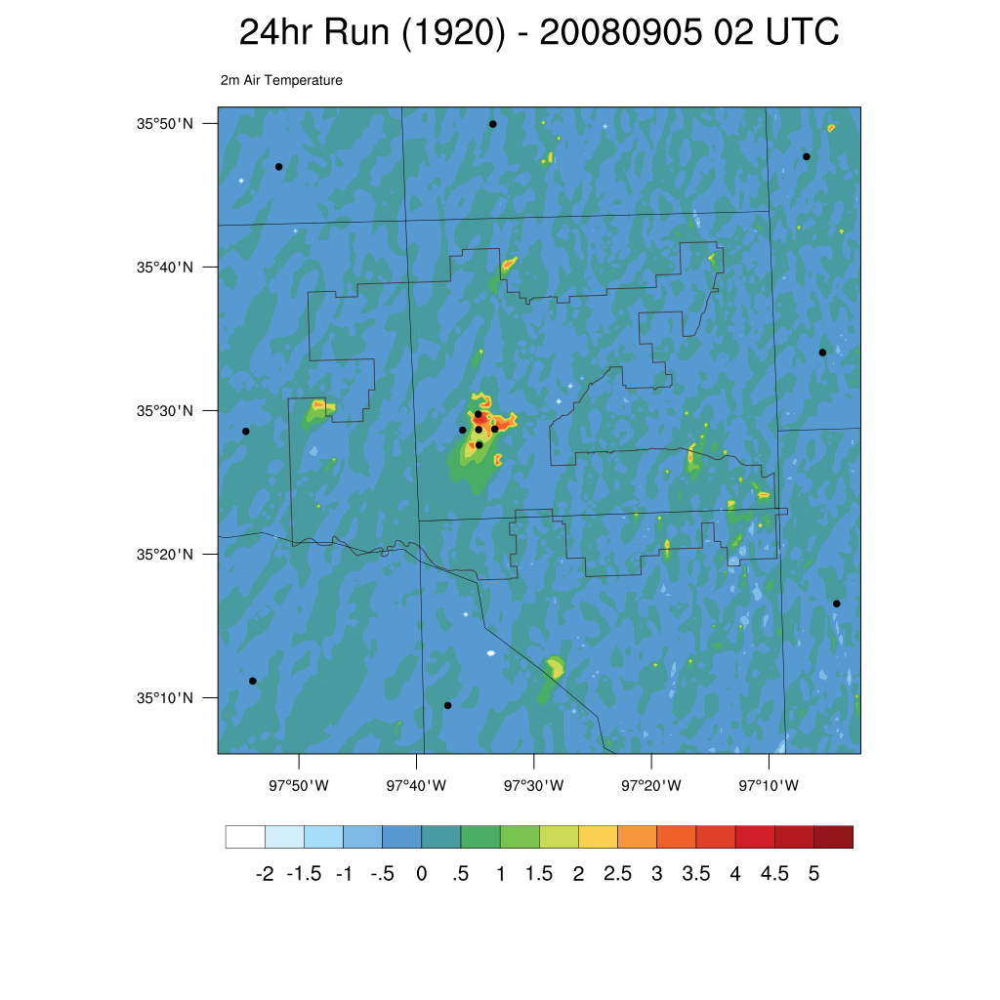 24hr Run (1920) - 20080905 02 UTC
2m Air Temperature
35°50'N
35°40'N
35°30'N
35°20'N
35°10'N
97°50'W 97°40'W 97°30'W 97°20'W 97°10'W
-2 -1.5 -1 -.5 0 .5 1 1.5 2 2.5 3 3.5 4 4.5 5